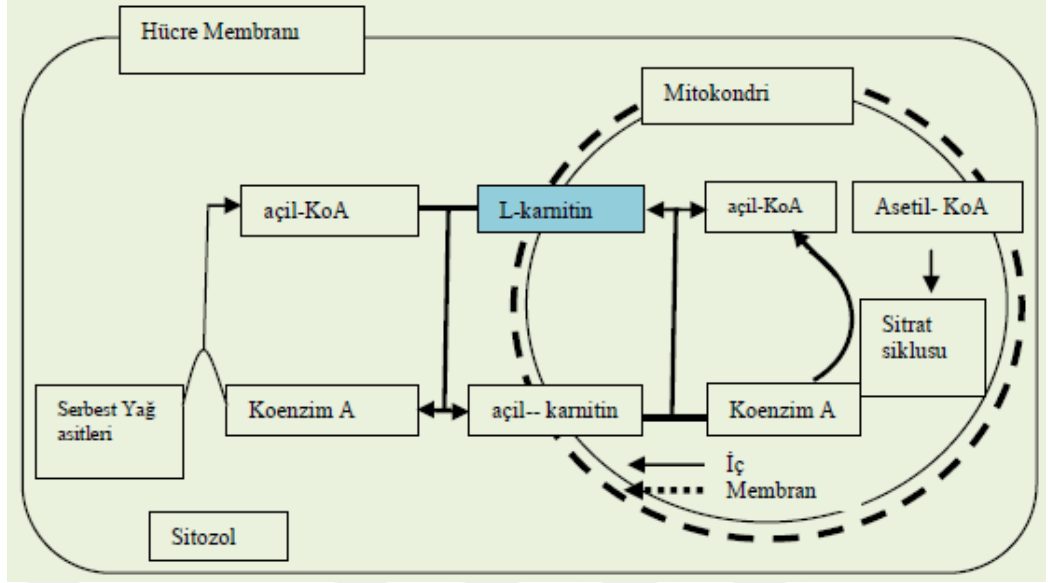 Hücre Membranı
Mitokondri
açil-KoA
L-karnitin
açil-KoA
Asetil- KoA
Sitrat
siklusu
Serbest Yağ
asitleri
Koenzim A
açil-- karnitin
Koenzim A
İç
Membran
Sitozol